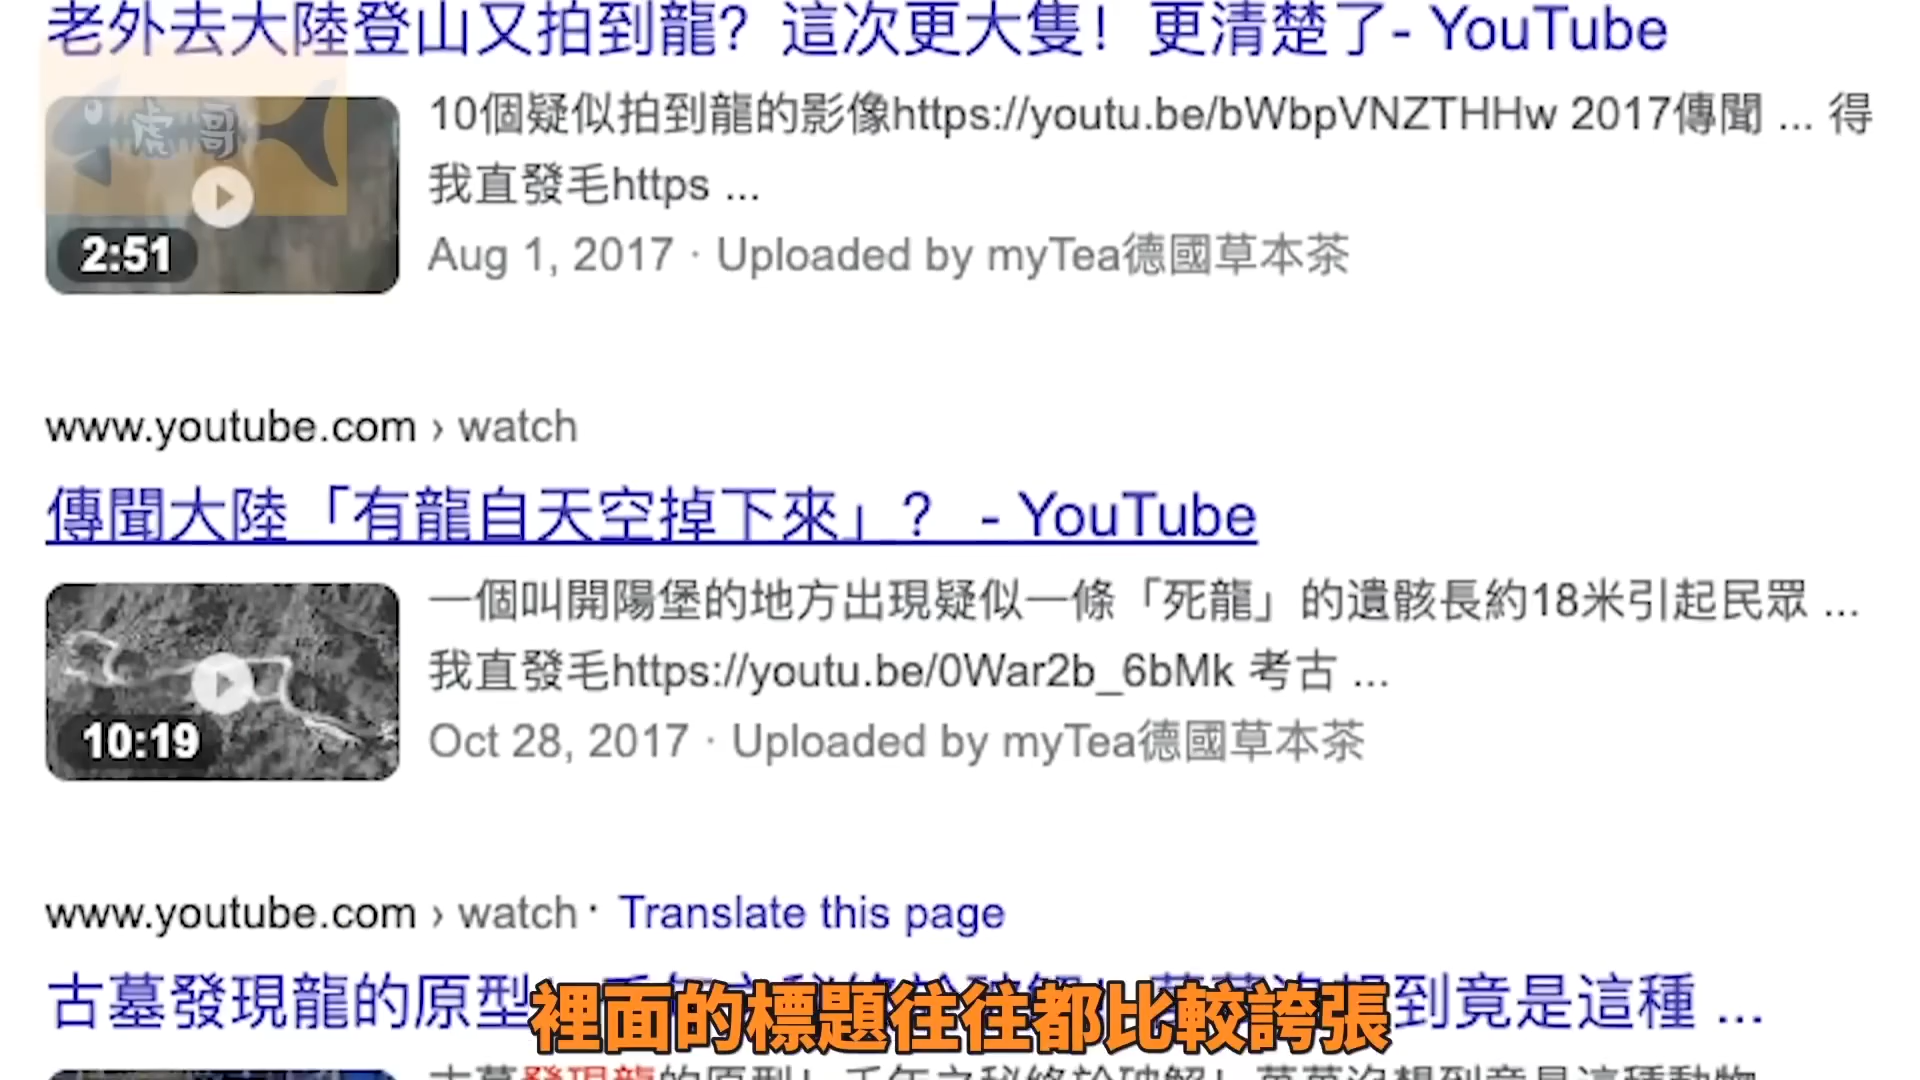 老外去大陸登山又拍到龍？這次更大隻！更清楚了- YouTube
虎哥
10個疑似拍到龍的影像https://youtu.be/bWbpVNZTHHw 2017傳聞 ... 得
我直發毛https ...
2:51
Aug 1, 2017 · Uploaded by myTea德國草本茶
www.youtube.com › watch
傳聞大陸「有龍自天空掉下來」？ - YouTube
一個叫開陽堡的地方出現疑似一條「死龍」的遺骸長約18米引起民眾 ...
我直發毛https://youtu.be/0War2b_6bMk 考古 ...
10:19
Oct 28, 2017 · Uploaded by myTea德國草本茶
www.youtube.com › watch · Translate this page
古墓發現龍的原型 到竟是這種 ...
裡面的標題往往都比較誇張